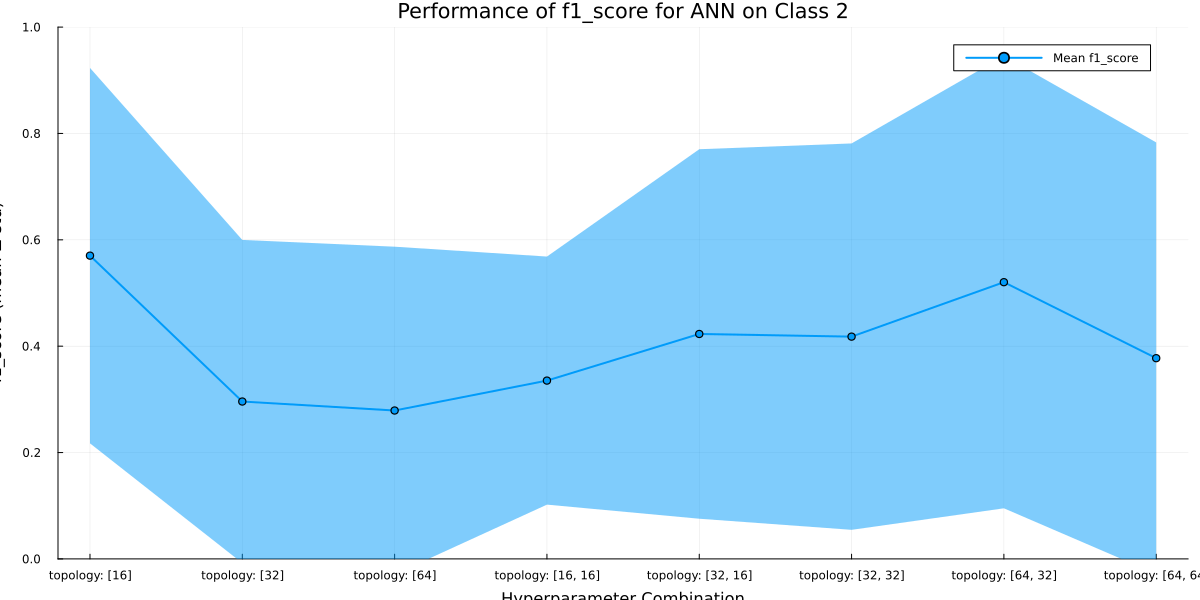 Performance of f1_score for ANN on Class 2
Mean f1_score
1.0
0.8
0.6
0.4
0.2
0.0
topology: [16]
topology: [32]
topology: [64]
topology: [16, 16]
topology: [32, 16]
topology: [32, 32]
topology: [64, 32]
topology: [64, 64
Hyperparameter Combination